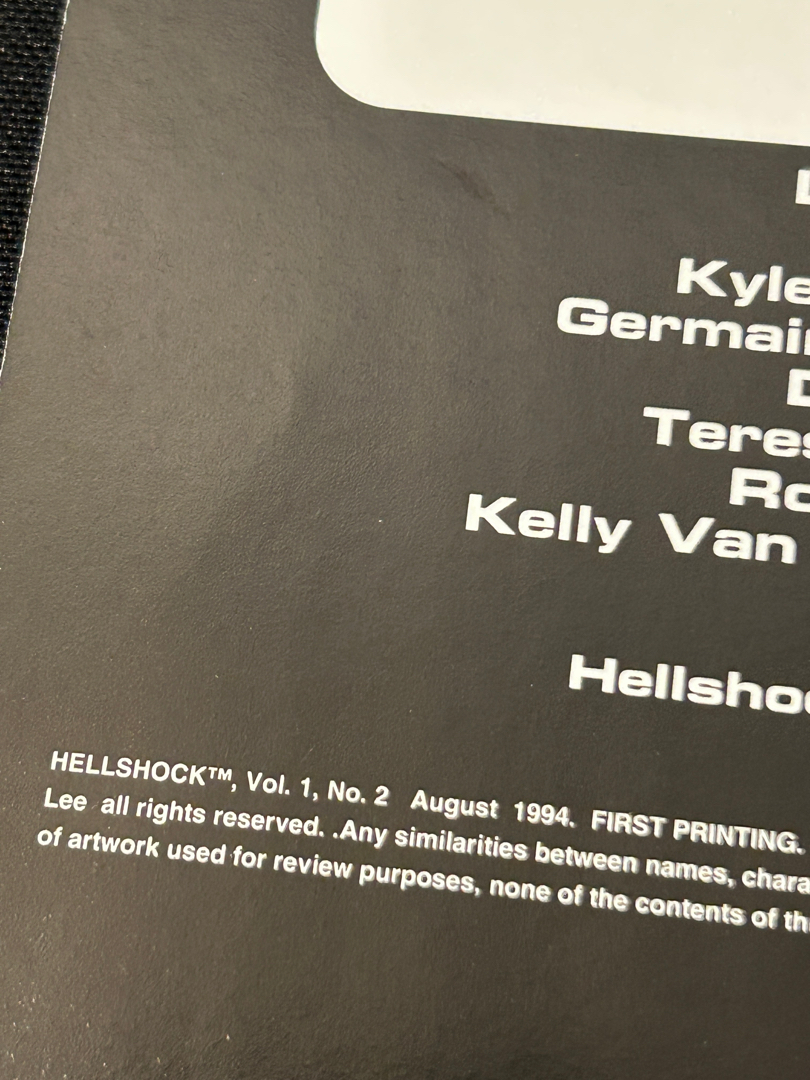 Kyle
Germai
Teres
Ro
Kelly Van
Hellsho
HELLSHOCK™, Vol. 1, No. 2 August 1994. FIRST PRINTING.
Lee all rights reserved. .Any similarities between names, chara
of artwork used for review purposes, none of the contents of th